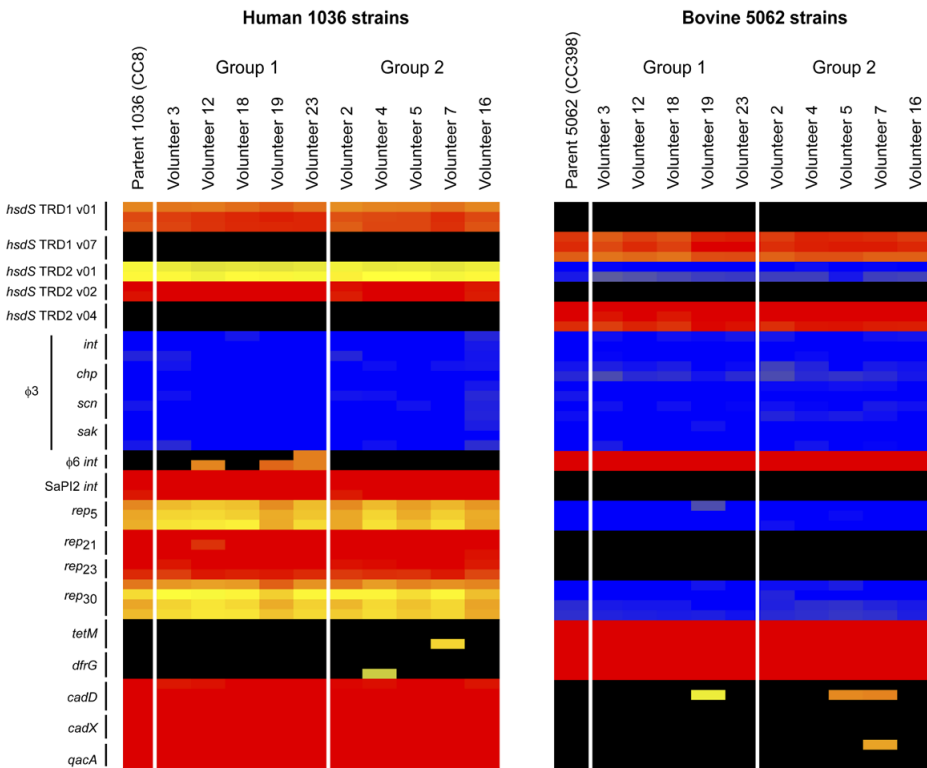 Human 1036 strains
Bovine 5062 strains
Group 1
Group 2
Group 1
Group 2
Partent 1036 (CC8)
Volunteer 3
Volunteer 12
Volunteer 18
Volunteer 19
Volunteer 23
Volunteer 2
Volunteer 4
Volunteer 5
Volunteer 7
Volunteer 16
Parent 5062 (CC398)
Volunteer 3
Volunteer 12
Volunteer 18
Volunteer 19
Volunteer 23
Volunteer 2
Volunteer 4
Volunteer 5
Volunteer 7
Volunteer 16
hsdS TRD1 v01
hsdS TRD1 v07
hsdS TRD2 v01
hsdS TRD2 v02
hsdS TRD2 v04
ϕ3
int
chp
scn
sak
ϕ6 int
SaPI2 int
rep5
rep21
rep23
rep30
tetM
dfrG
cadD
cadX
qacA